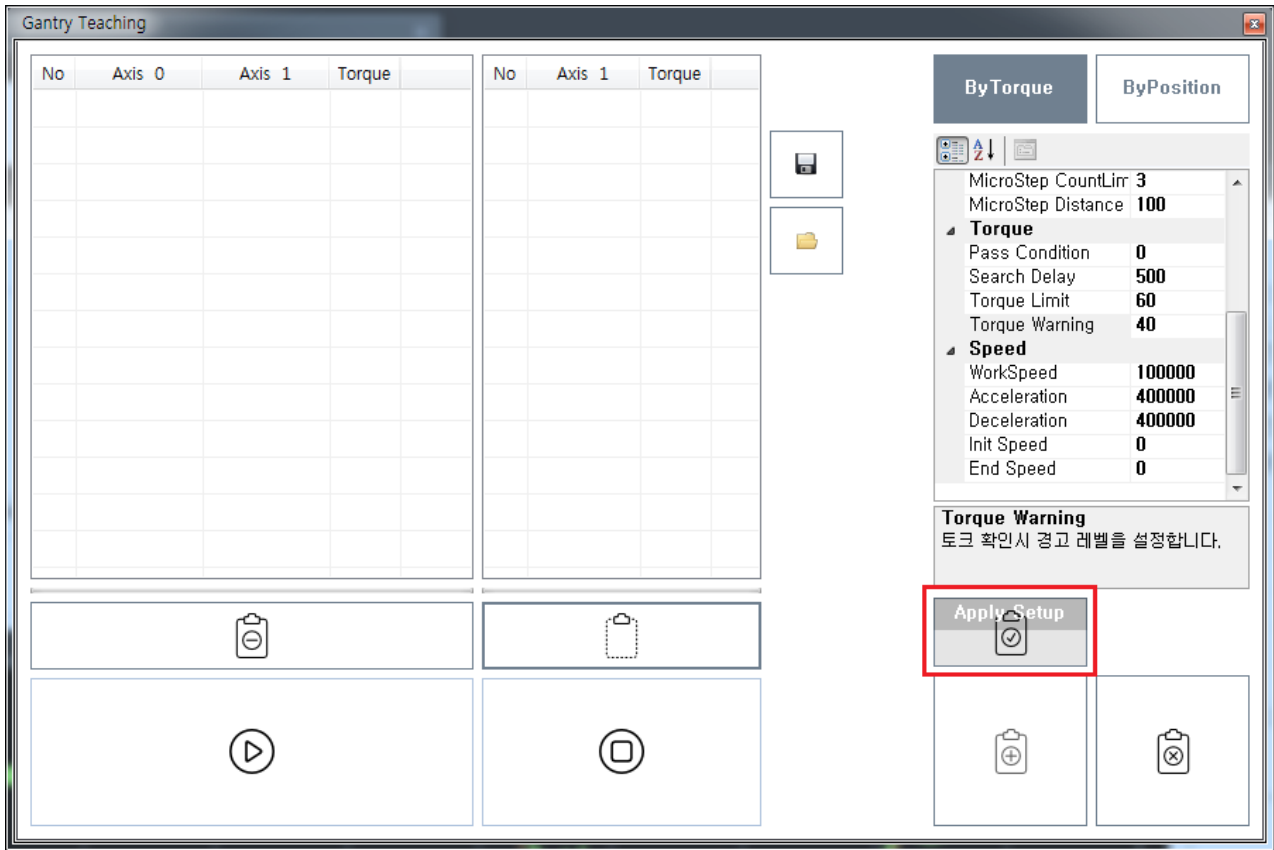 Gantry Teaching
No Axis 0 Axis 1 Torque
No Axis 1 Torque
ByTorque
ByPosition
MicroStep CountLim 3
MicroStep Distance 100
Torque
Pass Condition 0
Search Delay 500
Torque Limit 60
Torque Warning 40
Speed
WorkSpeed 100000
Acceleration 400000
Deceleration 400000
Init Speed 0
End Speed 0
Torque Warning
토크 확인시 경고 레벨을 설정합니다.
Apply Setup